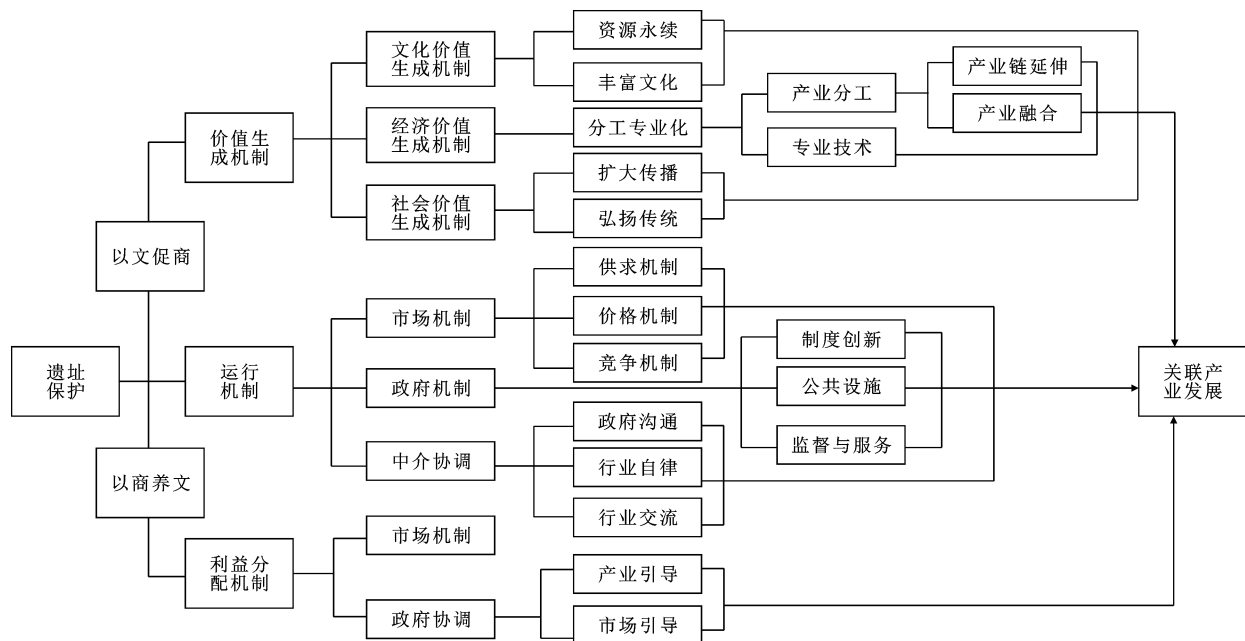 遗址
保护
以文促商
以商养文
价值生
成机制
运行
机制
利益分
配机制
文化价值
生成机制
经济价值
生成机制
社会价值
生成机制
市场机制
政府机制
中介协调
市场机制
政府协调
资源永续
丰富文化
分工专业化
扩大传播
弘扬传统
供求机制
价格机制
竞争机制
政府沟通
行业自律
行业交流
产业引导
市场引导
产业分工
专业技术
制度创新
公共设施
监督与服务
产业链延伸
产业融合
关联产
业发展